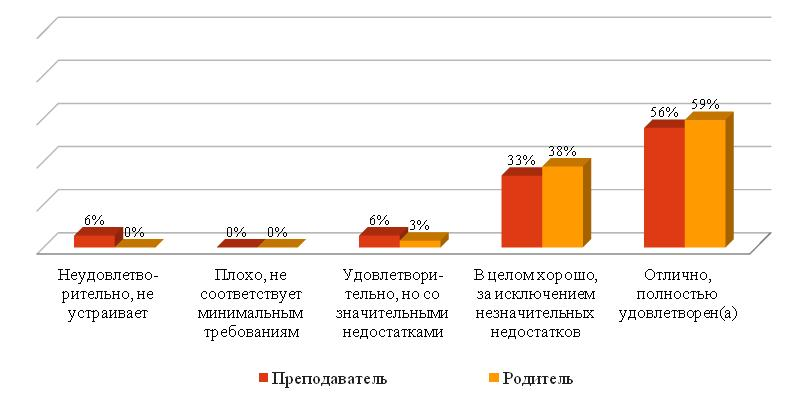 6%
0%
0%
0%
6%
3%
33%
38%
56%
59%
Неудовлетво-
рительно, не
устраивает
Плохо, не
соответствует
минимальным
требованиям
Удовлетвори-
тельно, но со
значительными
недостатками
В целом хорошо,
за исключением
незначительных
недостатков
Отлично,
полностью
удовлетворен(а)
Преподаватель
Родитель